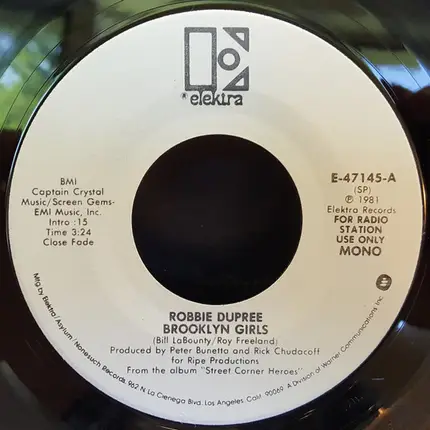 elektra
BMI
Captain Crystal
Music/Screen Gems-
EMI Music, Inc.
Intro :15
Time 3:24
Close Fade
E-47145-A
(SP)
℗ 1981
Elektra Records
FOR RADIO
STATION
USE ONLY
MONO
ROBBIE DUPREE
BROOKLYN GIRLS
(Bill LaBounty/Roy Freeland)
Produced by Peter Bunetta and Rick Chudacoff
for Ripe Productions
From the album "Street Corner Heroes"
Mfg by Elektra/Asylum/Nonesuch Records 962 N La Cienega Blvd. Los Angeles Calif. 90069 A Division of Warner Communications Inc